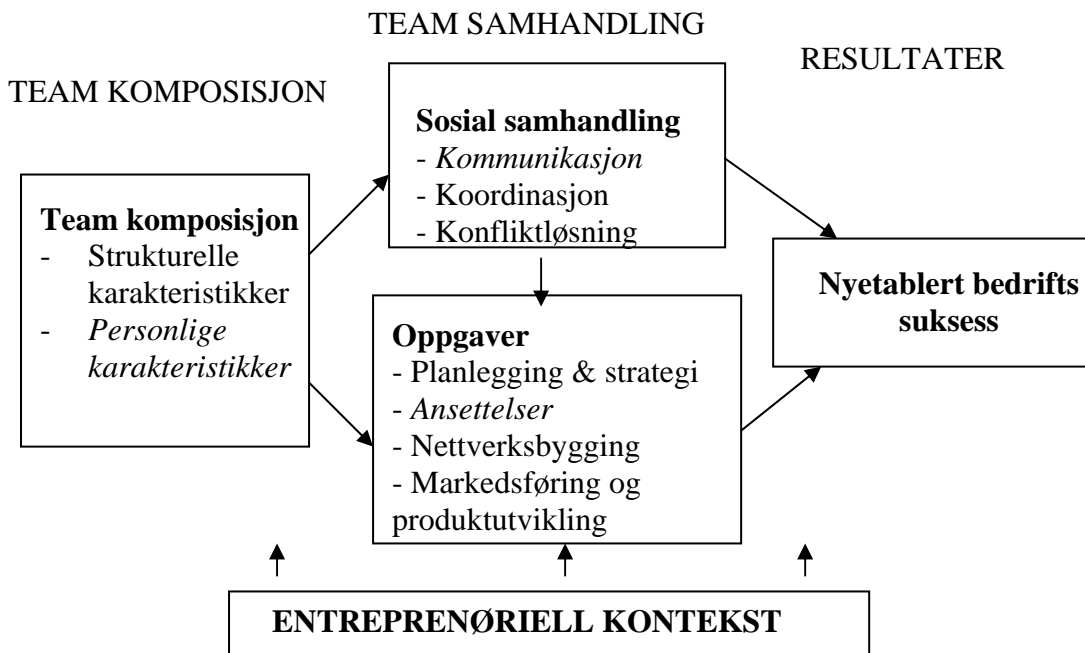 TEAM SAMHANDLING
RESULTATER
TEAM KOMPOSISJON
Team komposisjon
- Strukturelle
karakteristikker
- Personlige
karakteristikker
Sosial samhandling
- Kommunikasjon
- Koordinasjon
- Konfliktløsning
Oppgaver
- Planlegging & strategi
- Ansettelser
- Nettverksbygging
- Markedsføring og
produktutvikling
Nyetablert bedrifts
suksess
ENTREPRENØRIELL KONTEKST